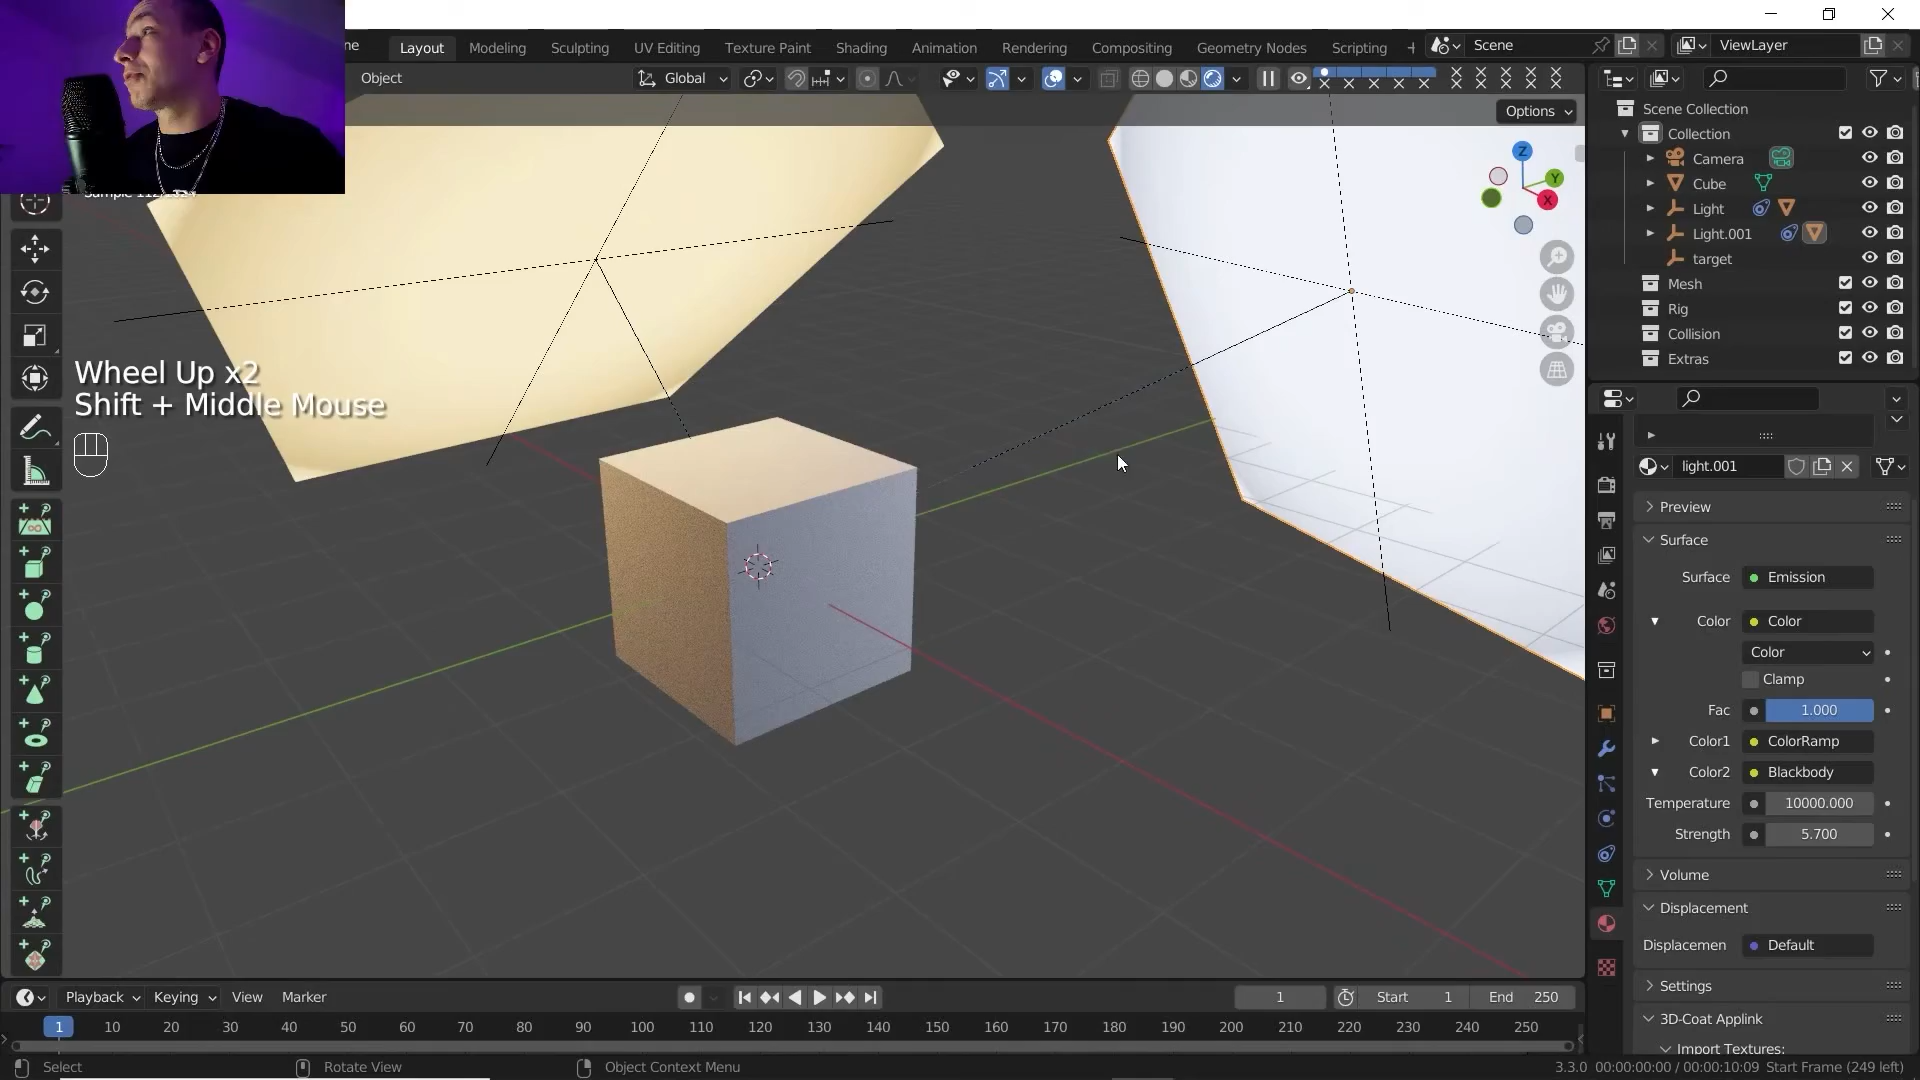 ne
Layout
Modeling
Sculpting
UV Editing
Texture Paint
Shading
Animation
Rendering
Compositing
Geometry Nodes
Scripting
+
Scene
ViewLayer
Object
Global
Options
Scene Collection
Collection
Camera
Cube
Light
Light.001
target
Mesh
Rig
Collision
Extras
Z
Y
X
Wheel Up x2
Shift + Middle Mouse
light.001
Preview
Surface
Surface
Emission
Color
Color
Color
Clamp
Fac
1.000
Color1
ColorRamp
Color2
Blackbody
Temperature
10000.000
Strength
5.700
Volume
Displacement
Displacemen
Default
Settings
3D-Coat Applink
Import Textures:
Playback
Keying
View
Marker
1
Start 1
End 250
1 10 20 30 40 50 60 70 80 90 100 110 120 130 140 150 160 170 180 190 200 210 220 230 240 250
Select
Rotate View
Object Context Menu
3.3.0 00:00:00:00 / 00:00:10:09 Start Frame (249 left)